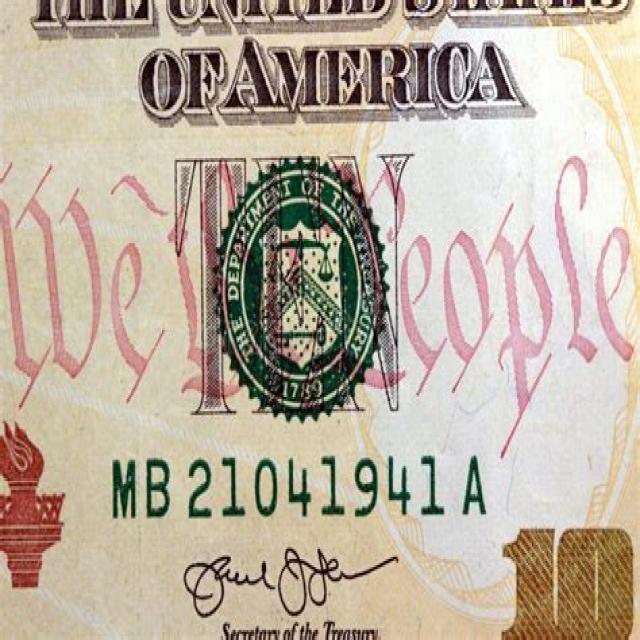 THE UNITED STATES
OF AMERICA
We the People
TEN
THE DEPARTMENT OF THE TREASURY
1789
MB 21041941 A
Secretary of the Treasury.
10